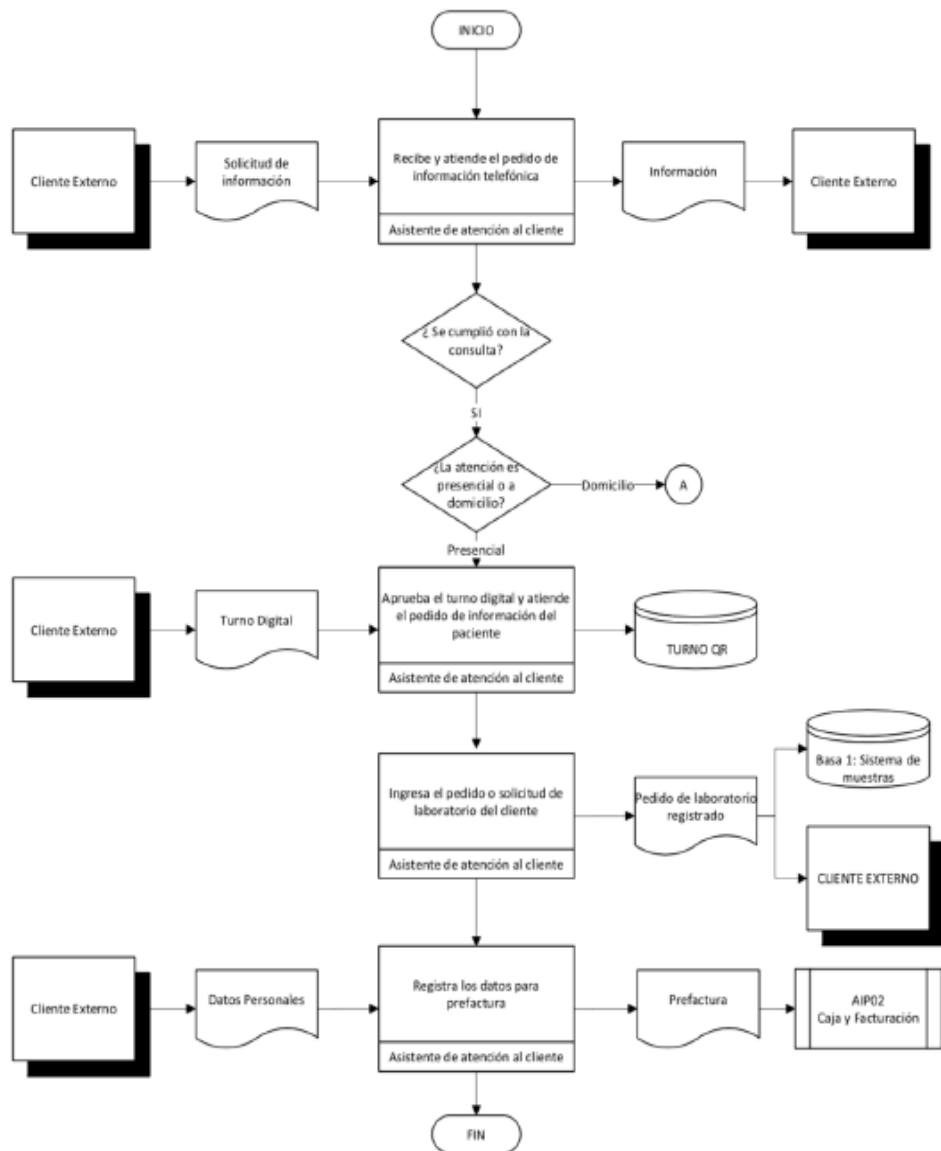 INICIO
Cliente Externo
Solicitud de
información
Recibe y atiende el pedido de
información telefónica
Asistente de atención al cliente
Información
Cliente Externo
¿ Se cumplió con la
consulta?
SI
¿La atención es
presencial o a
domicilio?
Domicilio
A
Presencial
Cliente Externo
Turno Digital
Aprueba el turno digital y atiende
el pedido de información del
paciente
Asistente de atención al cliente
TURNO QR
Ingresa el pedido o solicitud de
laboratorio del cliente
Asistente de atención al cliente
Pedido de laboratorio
registrado
Basa 1: Sistema de
muestras
CLIENTE EXTERNO
Cliente Externo
Datos Personales
Registra los datos para
prefactura
Asistente de atención al cliente
Prefactura
AIP02
Caja y Facturación
FIN